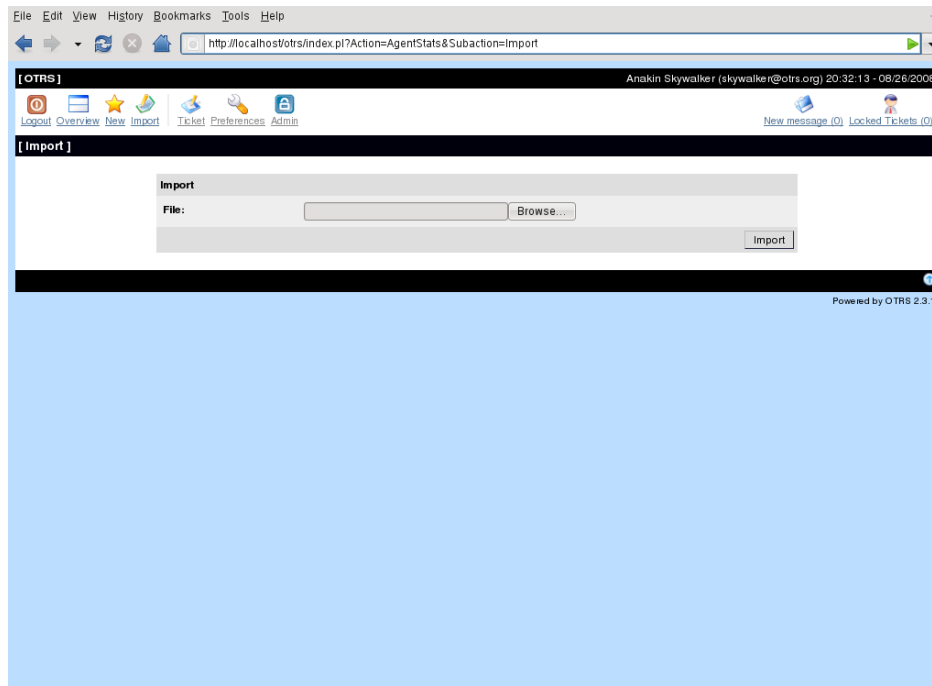 File Edit View History Bookmarks Tools Help
http://localhost/otrs/index.pl?Action=AgentStats&Subaction=Import
[OTRS] Anakin Skywalker (skywalker@otrs.org) 20:32:13 - 08/26/2008
Logout Overview New Import Ticket Preferences Admin New message (0) Locked Tickets (0)
[ Import ]
Import
File: Browse...
Import
Powered by OTRS 2.3.